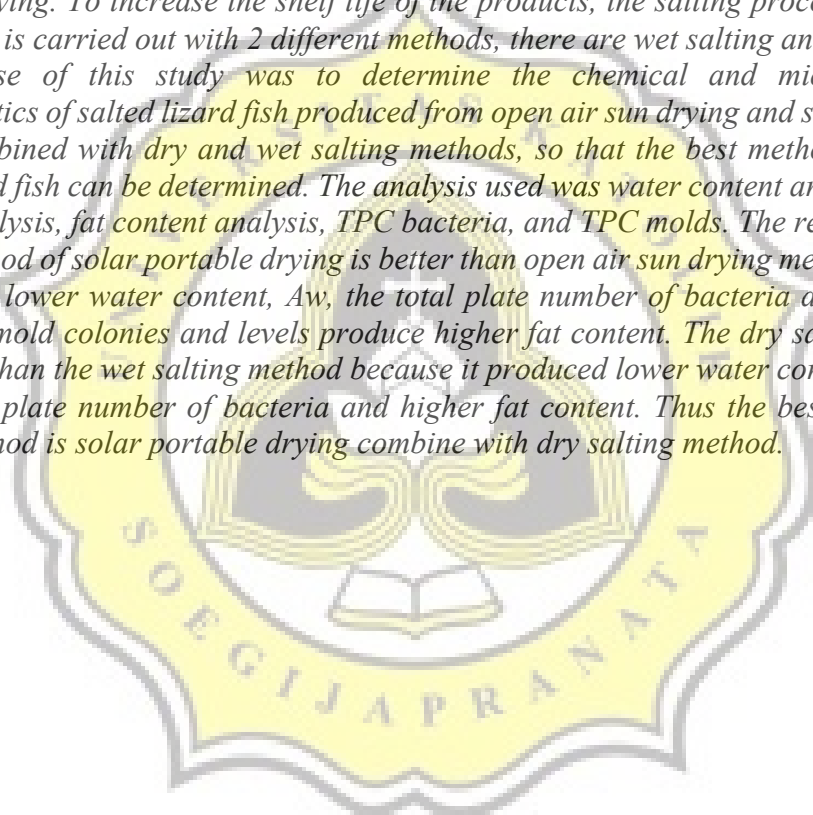 ving. To increase the shelf life of the products, the salting proce
is carried out with 2 different methods, there are wet salting an
se of this study was to determine the chemical and mic
tics of salted lizard fish produced from open air sun drying and s
bined with dry and wet salting methods, so that the best metho
d fish can be determined. The analysis used was water content an
lysis, fat content analysis, TPC bacteria, and TPC molds. The re
od of solar portable drying is better than open air sun drying me
lower water content, Aw, the total plate number of bacteria a
mold colonies and levels produce higher fat content. The dry sa
han the wet salting method because it produced lower water con
plate number of bacteria and higher fat content. Thus the bes
hod is solar portable drying combine with dry salting method.
UNIVERSITAS KATOLIK
SOEGIJAPRANATA